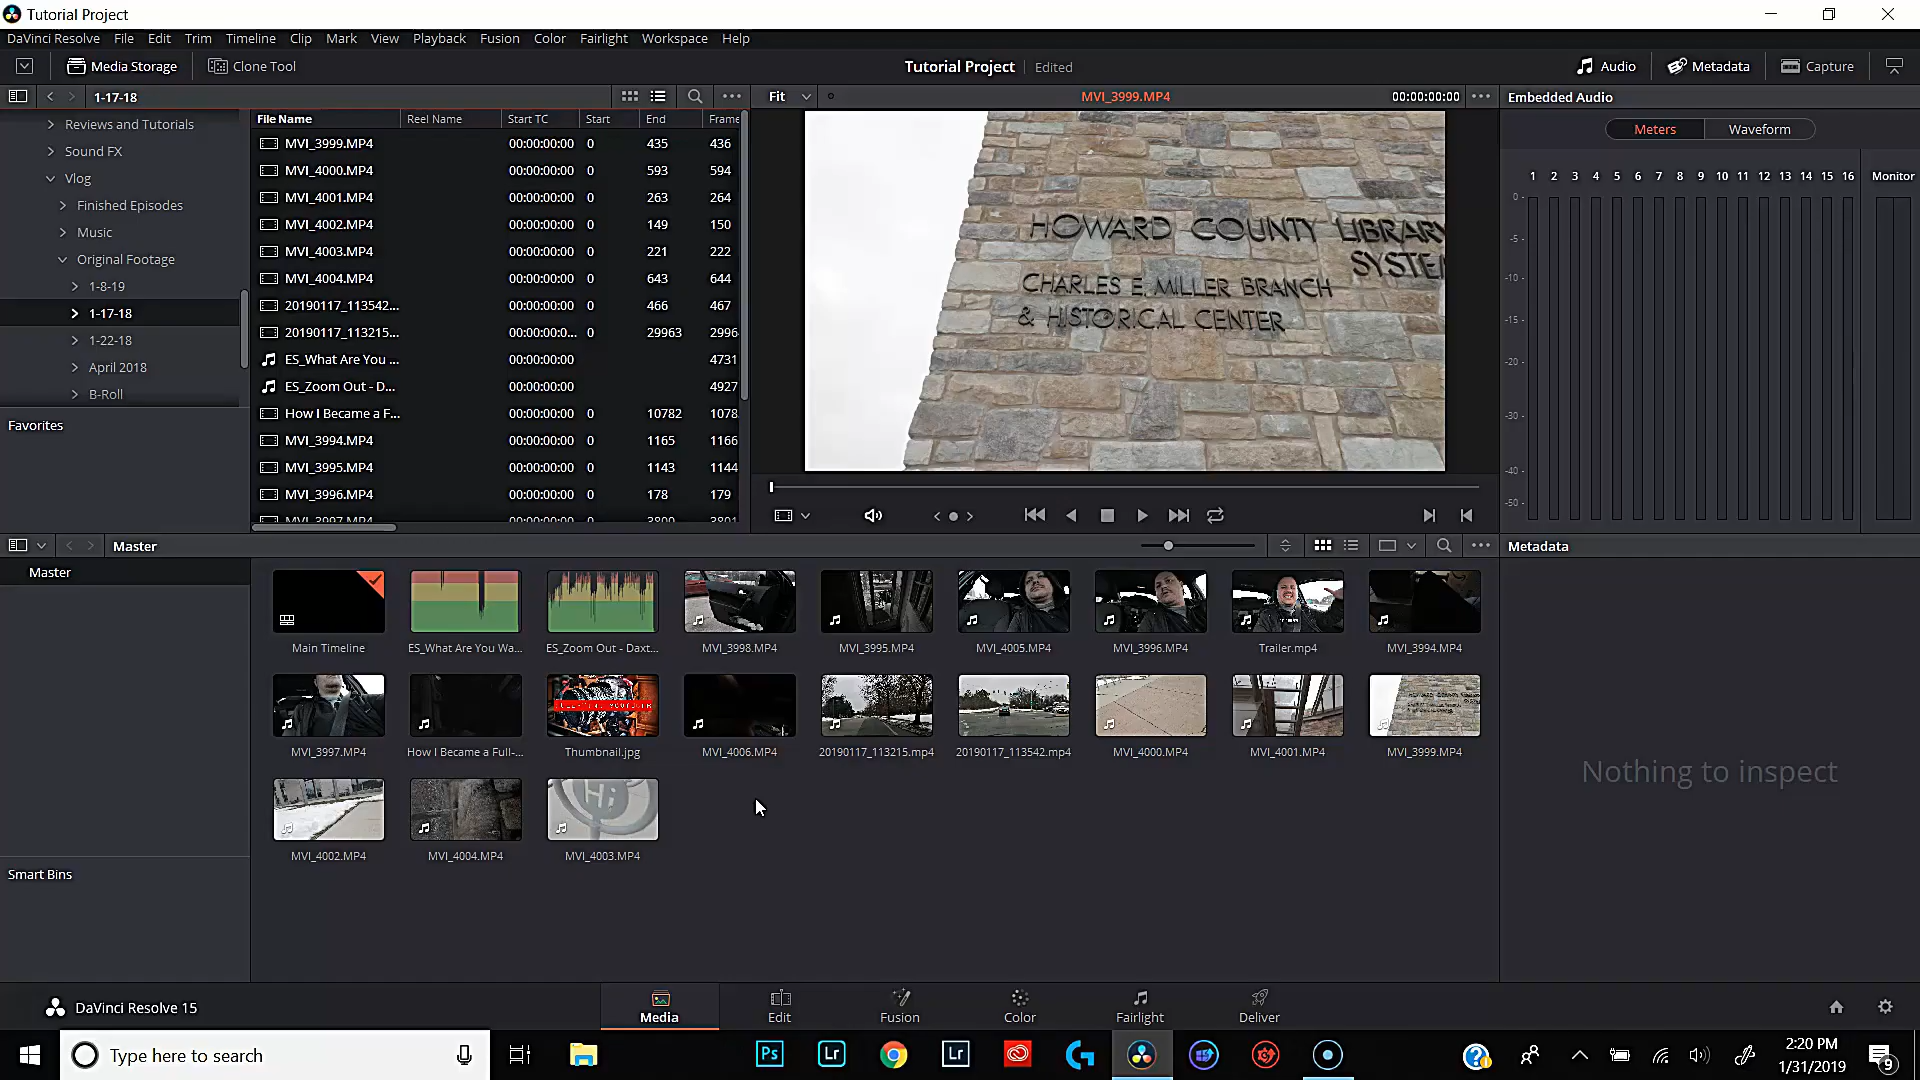 Tutorial Project
DaVinci Resolve File Edit Trim Timeline Clip Mark View Playback Fusion Color Fairlight Workspace Help
Media Storage Clone Tool Tutorial Project Edited Audio Metadata Capture
1-17-18 Fit MVI_3999.MP4 00:00:00:00 Embedded Audio
Reviews and Tutorials
Sound FX
Vlog
Finished Episodes
Music
Original Footage
1-8-19
1-17-18
1-22-18
April 2018
B-Roll
Favorites
File Name Reel Name Start TC Start End Frame
MVI_3999.MP4 00:00:00:00 0 435 436
MVI_4000.MP4 00:00:00:00 0 593 594
MVI_4001.MP4 00:00:00:00 0 263 264
MVI_4002.MP4 00:00:00:00 0 149 150
MVI_4003.MP4 00:00:00:00 0 221 222
MVI_4004.MP4 00:00:00:00 0 643 644
20190117_113542... 00:00:00:00 0 466 467
20190117_113215... 00:00:00:0... 0 29963 2996
ES_What Are You ... 00:00:00:00 4731
ES_Zoom Out - D... 00:00:00:00 4927
How I Became a F... 00:00:00:00 0 10782 1078
MVI_3994.MP4 00:00:00:00 0 1165 1166
MVI_3995.MP4 00:00:00:00 0 1143 1144
MVI_3996.MP4 00:00:00:00 0 178 179
MVI_3997.MP4 00:00:00:00 0 3800 3801
HOWARD COUNTY LIBRARY
SYSTE
CHARLES E. MILLER BRANCH
& HISTORICAL CENTER
Meters Waveform
1 2 3 4 5 6 7 8 9 10 11 12 13 14 15 16 Monitor
0
-5
-10
-15
-20
-30
-40
-50
Master
Metadata
Master
Main Timeline ES_What Are You Wa... ES_Zoom Out - Daxt... MVI_3998.MP4 MVI_3995.MP4 MVI_4005.MP4 MVI_3996.MP4 Trailer.mp4 MVI_3994.MP4
MVI_3997.MP4 How I Became a Full-... Thumbnail.jpg MVI_4006.MP4 20190117_113215.mp4 20190117_113542.mp4 MVI_4000.MP4 MVI_4001.MP4 MVI_3999.MP4
MVI_4002.MP4 MVI_4004.MP4 MVI_4003.MP4
Nothing to inspect
Smart Bins
DaVinci Resolve 15 Media Edit Fusion Color Fairlight Deliver
Type here to search Ps Lr Lr 2:20 PM
1/31/2019 9